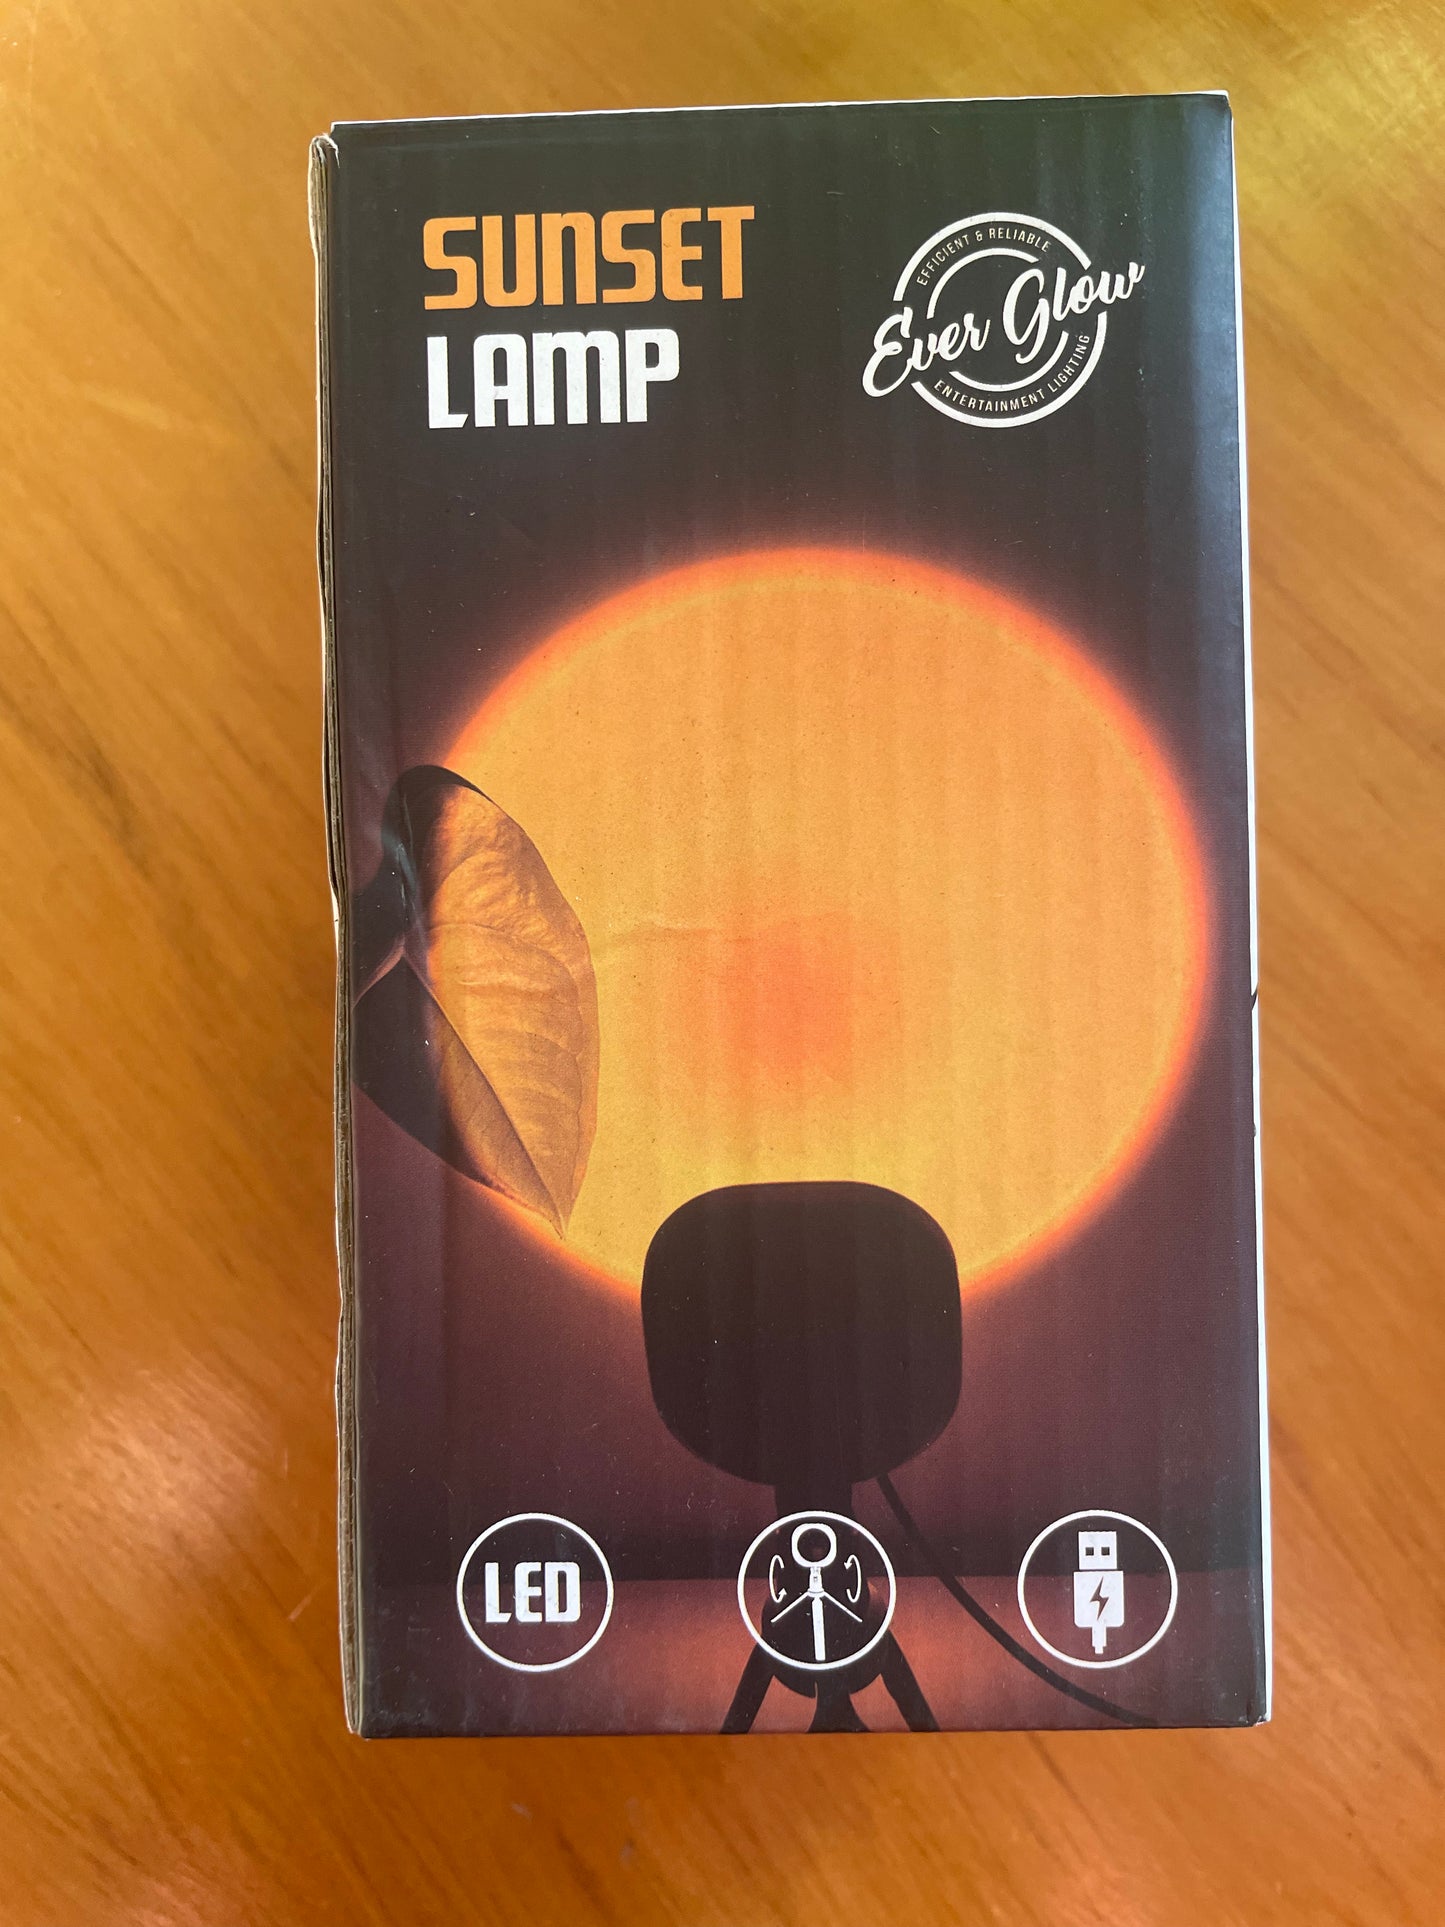 SUNSET
LAMP
EFFICIENT & RELIABLE
Ever Glow
ENTERTAINMENT LIGHTING
LED